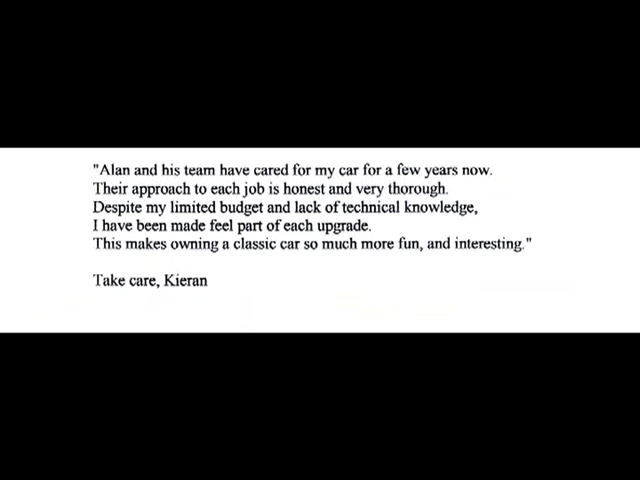 "Alan and his team have cared for my car for a few years now.
Their approach to each job is honest and very thorough.
Despite my limited budget and lack of technical knowledge,
I have been made feel part of each upgrade.
This makes owning a classic car so much more fun, and interesting."
Take care, Kieran